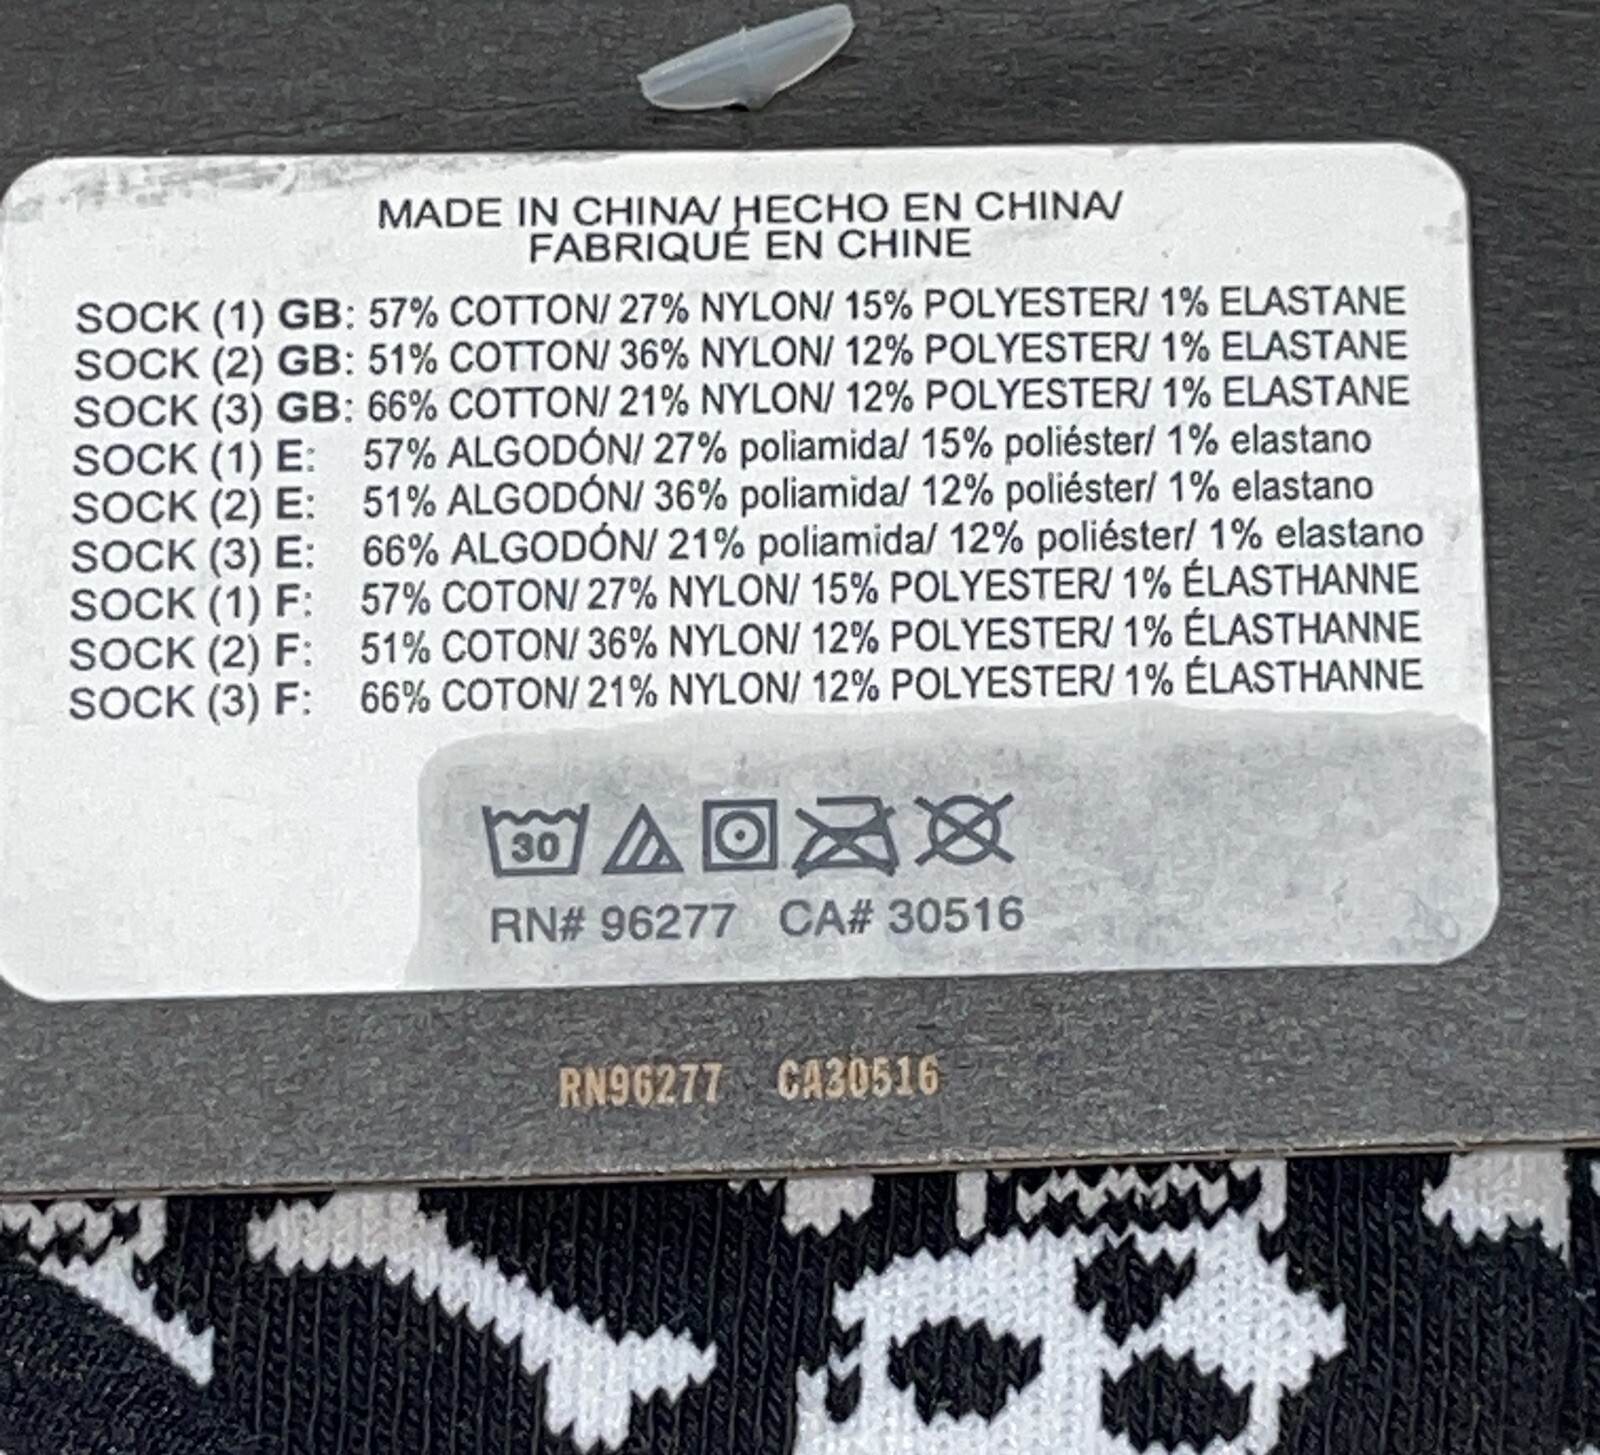 MADE IN CHINA/ HECHO EN CHINA/
FABRIQUÉ EN CHINE
SOCK (1) GB: 57% COTTON/ 27% NYLON/ 15% POLYESTER/ 1% ELASTANE
SOCK (2) GB: 51% COTTON/ 36% NYLON/ 12% POLYESTER/ 1% ELASTANE
SOCK (3) GB: 66% COTTON/ 21% NYLON/ 12% POLYESTER/ 1% ELASTANE
SOCK (1) E: 57% ALGODÓN/ 27% poliamida/ 15% poliéster/ 1% elastano
SOCK (2) E: 51% ALGODÓN/ 36% poliamida/ 12% poliéster/ 1% elastano
SOCK (3) E: 66% ALGODÓN/ 21% poliamida/ 12% poliéster/ 1% elastano
SOCK (1) F: 57% COTON/ 27% NYLON/ 15% POLYESTER/ 1% ÉLASTHANNE
SOCK (2) F: 51% COTON/ 36% NYLON/ 12% POLYESTER/ 1% ÉLASTHANNE
SOCK (3) F: 66% COTON/ 21% NYLON/ 12% POLYESTER/ 1% ÉLASTHANNE
30
RN# 96277 CA# 30516
RN96277 CA30516